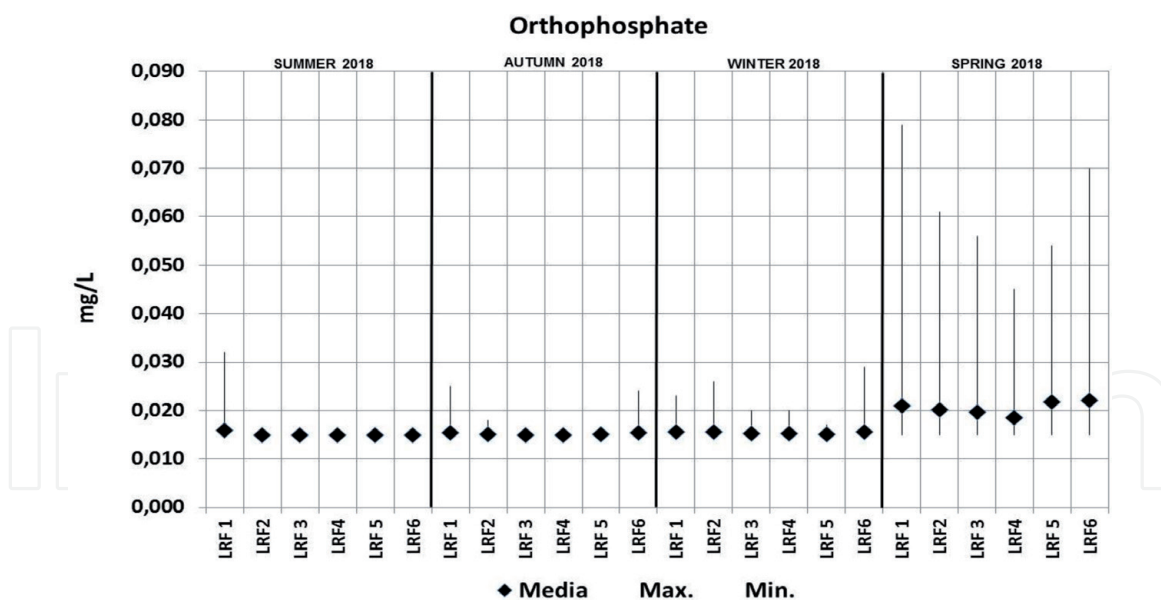 Orthophosphate
SUMMER 2018 AUTUMN 2018 WINTER 2018 SPRING 2018
0,090
0,080
0,070
0,060
0,050
0,040
0,030
0,020
0,010
0,000
mg/L
LRF 1 LRF2 LRF 3 LRF4 LRF 5 LRF6 LRF 1 LRF2 LRF 3 LRF4 LRF 5 LRF6 LRF 1 LRF2 LRF 3 LRF4 LRF 5 LRF6 LRF 1 LRF2 LRF 3 LRF4 LRF 5 LRF6
Media Max. Min.